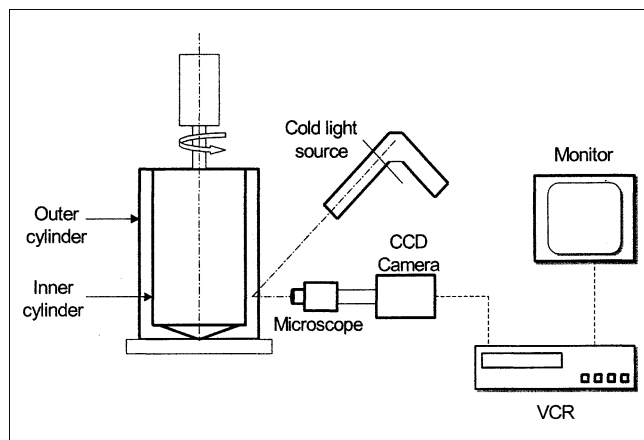 Cold light
source
Monitor
Outer
cylinder
CCD
Camera
Inner
cylinder
Microscope
VCR